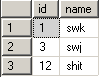 id name
1 1 swk
2 3 swj
3 12 shit